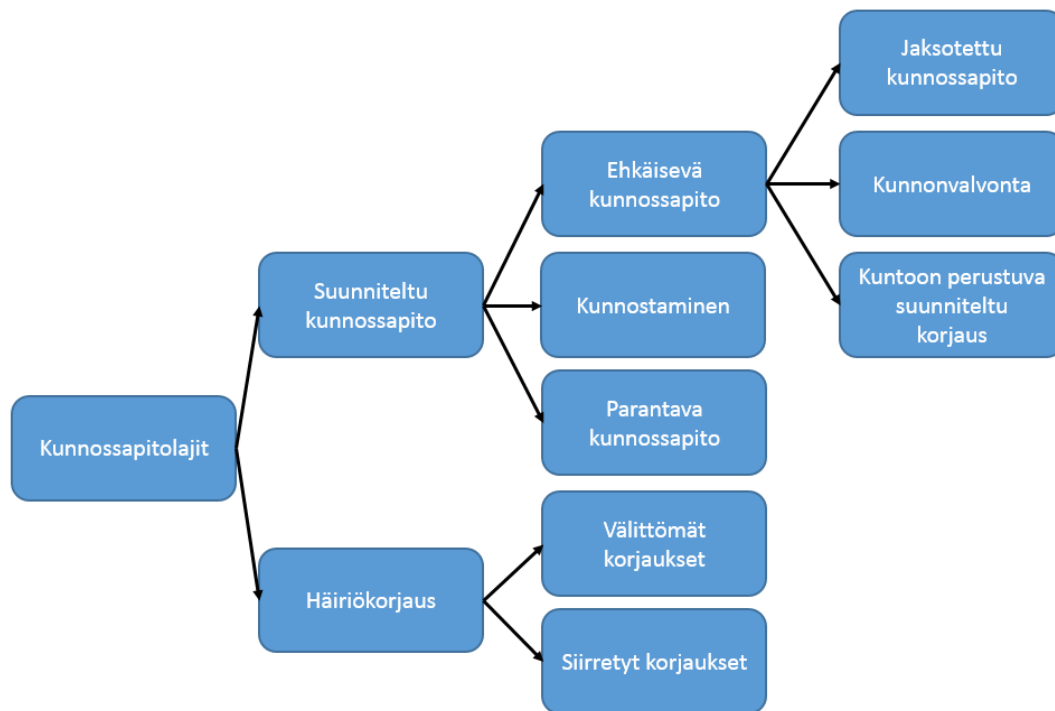 Jaksotettu
kunnossapito
Ehkäisevä
kunnossapito
Kunnonvalvonta
Suunniteltu
kunnossapito
Kunnostaminen
Kuntoon perustuva
suunniteltu
korjaus
Parantava
kunnossapito
Kunnossapitolajit
Välittömät
korjaukset
Häiriökorjaus
Siirretyt korjaukset